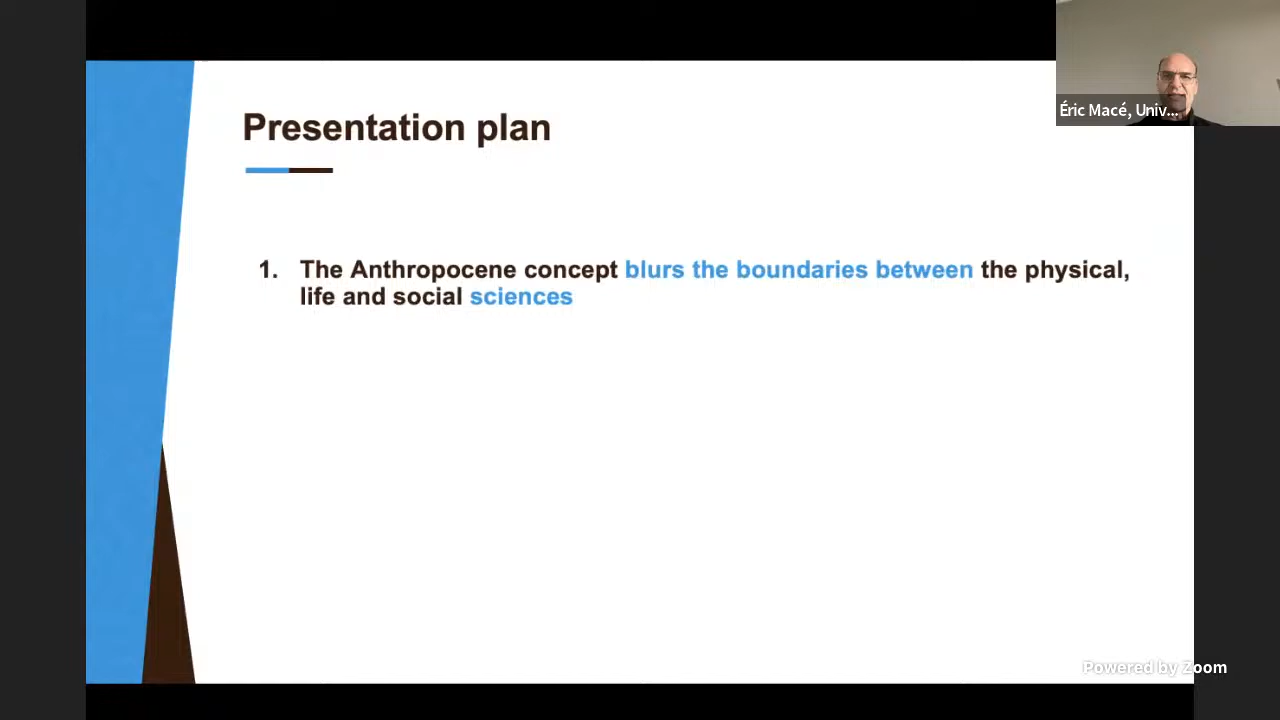 Éric Macé, Univ...
Presentation plan
1. The Anthropocene concept blurs the boundaries between the physical,
life and social sciences
Powered by Zoom